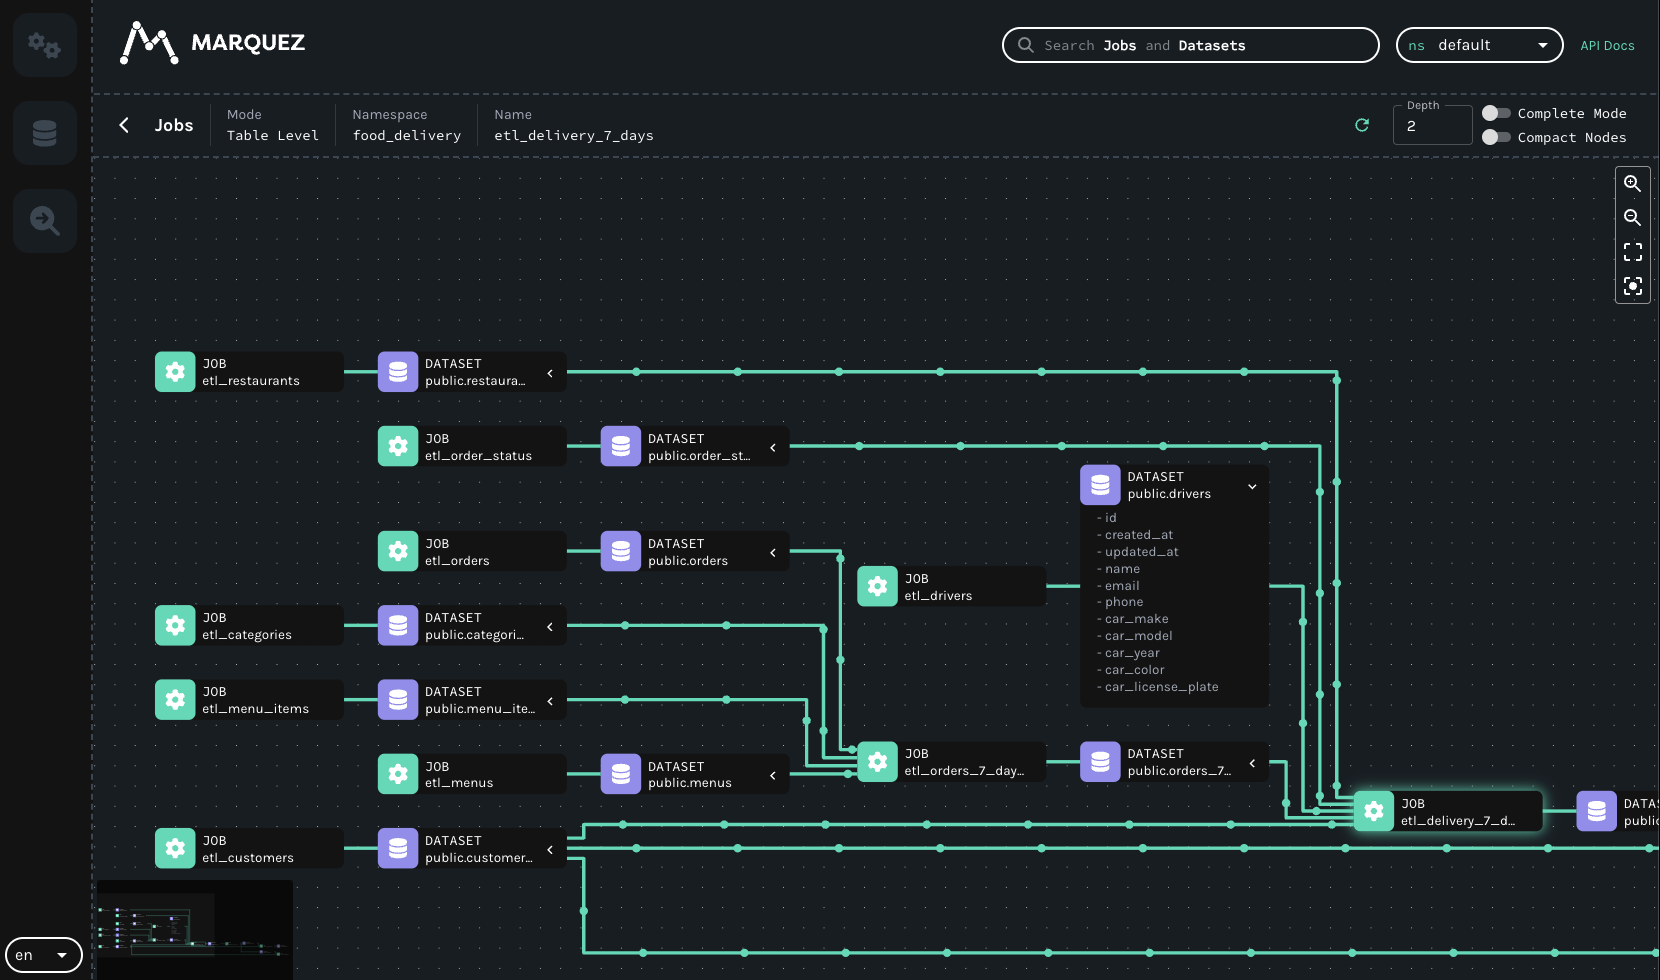 MARQUEZ
Search Jobs and Datasets
ns default
API Docs
Jobs
Mode
Table Level
Namespace
food_delivery
Name
etl_delivery_7_days
Depth
2
Complete Mode
Compact Nodes
JOB
etl_restaurants
DATASET
public.restaura...
JOB
etl_order_status
DATASET
public.order_st...
DATASET
public.drivers
- id
- created_at
- updated_at
- name
- email
- phone
- car_make
- car_model
- car_year
- car_color
- car_license_plate
JOB
etl_orders
DATASET
public.orders
JOB
etl_drivers
JOB
etl_categories
DATASET
public.categori...
JOB
etl_menu_items
DATASET
public.menu_ite...
JOB
etl_menus
DATASET
public.menus
JOB
etl_orders_7_day...
DATASET
public.orders_7...
JOB
etl_delivery_7_d...
DATAS
public
JOB
etl_customers
DATASET
public.customer...
en